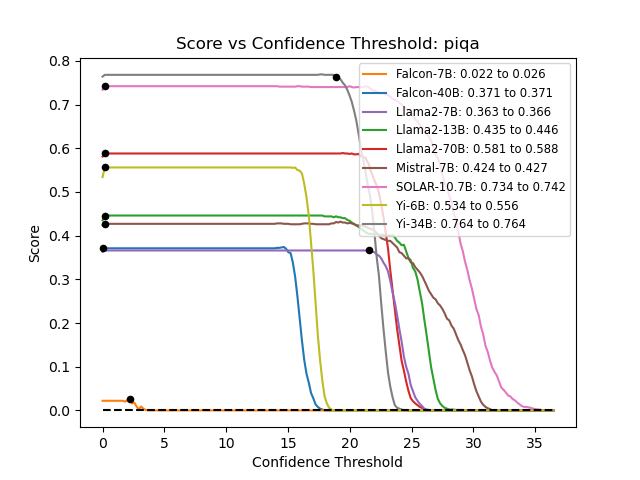 Score vs Confidence Threshold: piqa
0.8
0.7
0.6
0.5
0.4
0.3
0.2
0.1
0.0
Score
Falcon-7B: 0.022 to 0.026
Falcon-40B: 0.371 to 0.371
Llama2-7B: 0.363 to 0.366
Llama2-13B: 0.435 to 0.446
Llama2-70B: 0.581 to 0.588
Mistral-7B: 0.424 to 0.427
SOLAR-10.7B: 0.734 to 0.742
Yi-6B: 0.534 to 0.556
Yi-34B: 0.764 to 0.764
0 5 10 15 20 25 30 35
Confidence Threshold